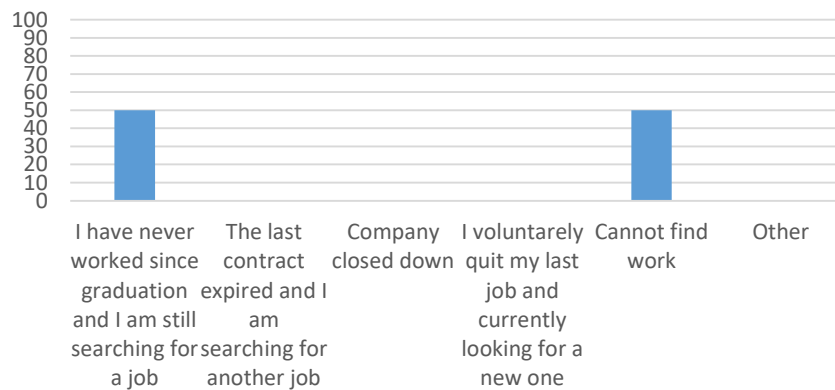 100
90
80
70
60
50
40
30
20
10
0
I have never
worked since
graduation
and I am still
searching for
a job
The last
contract
expired and I
am
searching for
another job
Company
closed down
I voluntarely
quit my last
job and
currently
looking for a
new one
Cannot find
work
Other